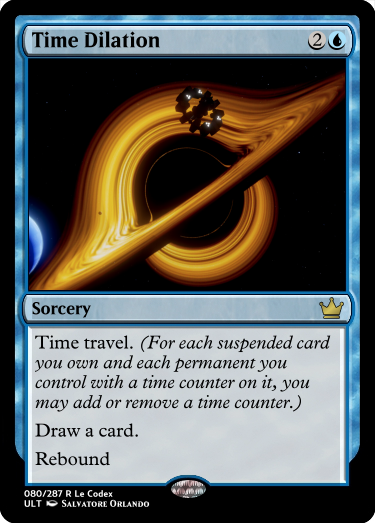 Time Dilation 2
Sorcery
Time travel. (For each suspended card
you own and each permanent you
control with a time counter on it, you
may add or remove a time counter.)
Draw a card.
Rebound
080/287 R Le Codex
ULT Salvatore Orlando